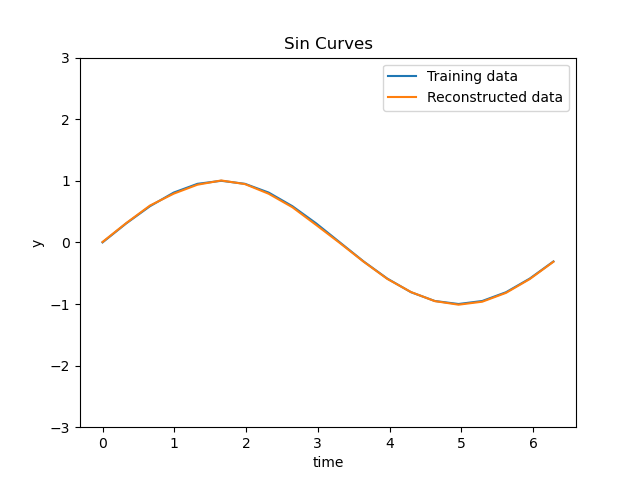 Sin Curves
Training data
Reconstructed data
3
2
1
0
−1
−2
−3
y
0 1 2 3 4 5 6
time